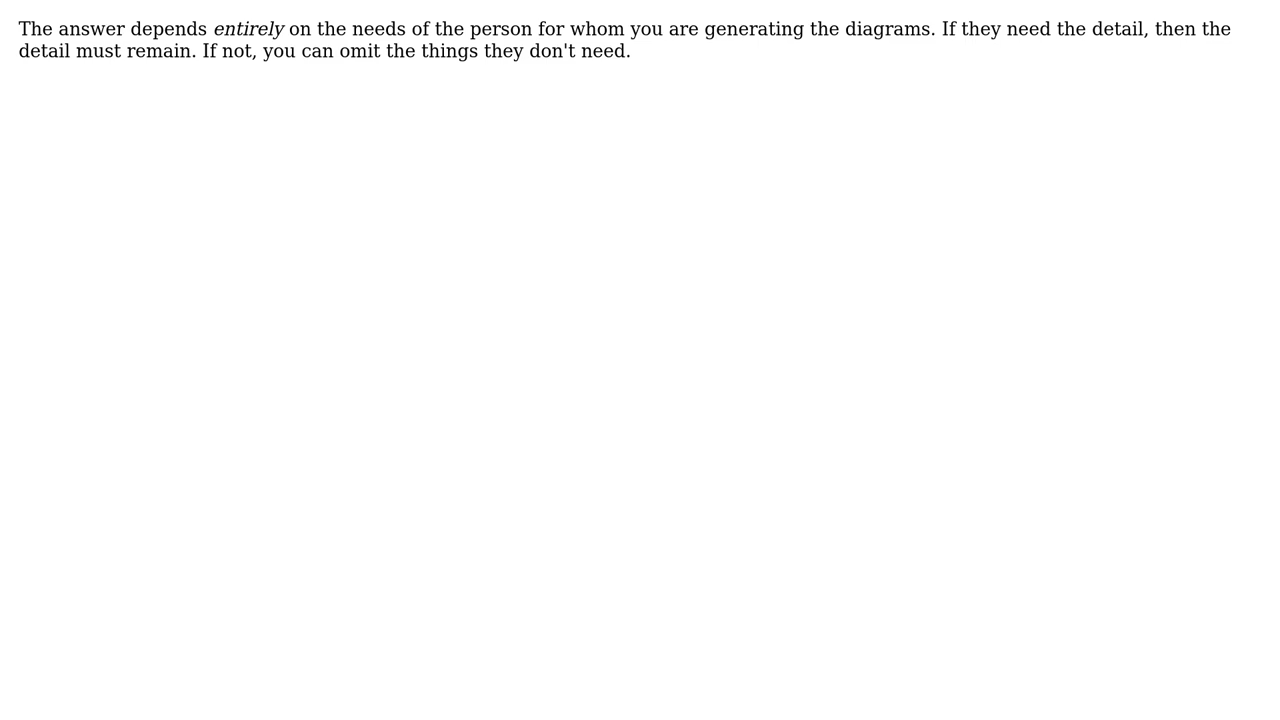 The answer depends entirely on the needs of the person for whom you are generating the diagrams. If they need the detail, then the
detail must remain. If not, you can omit the things they don't need.